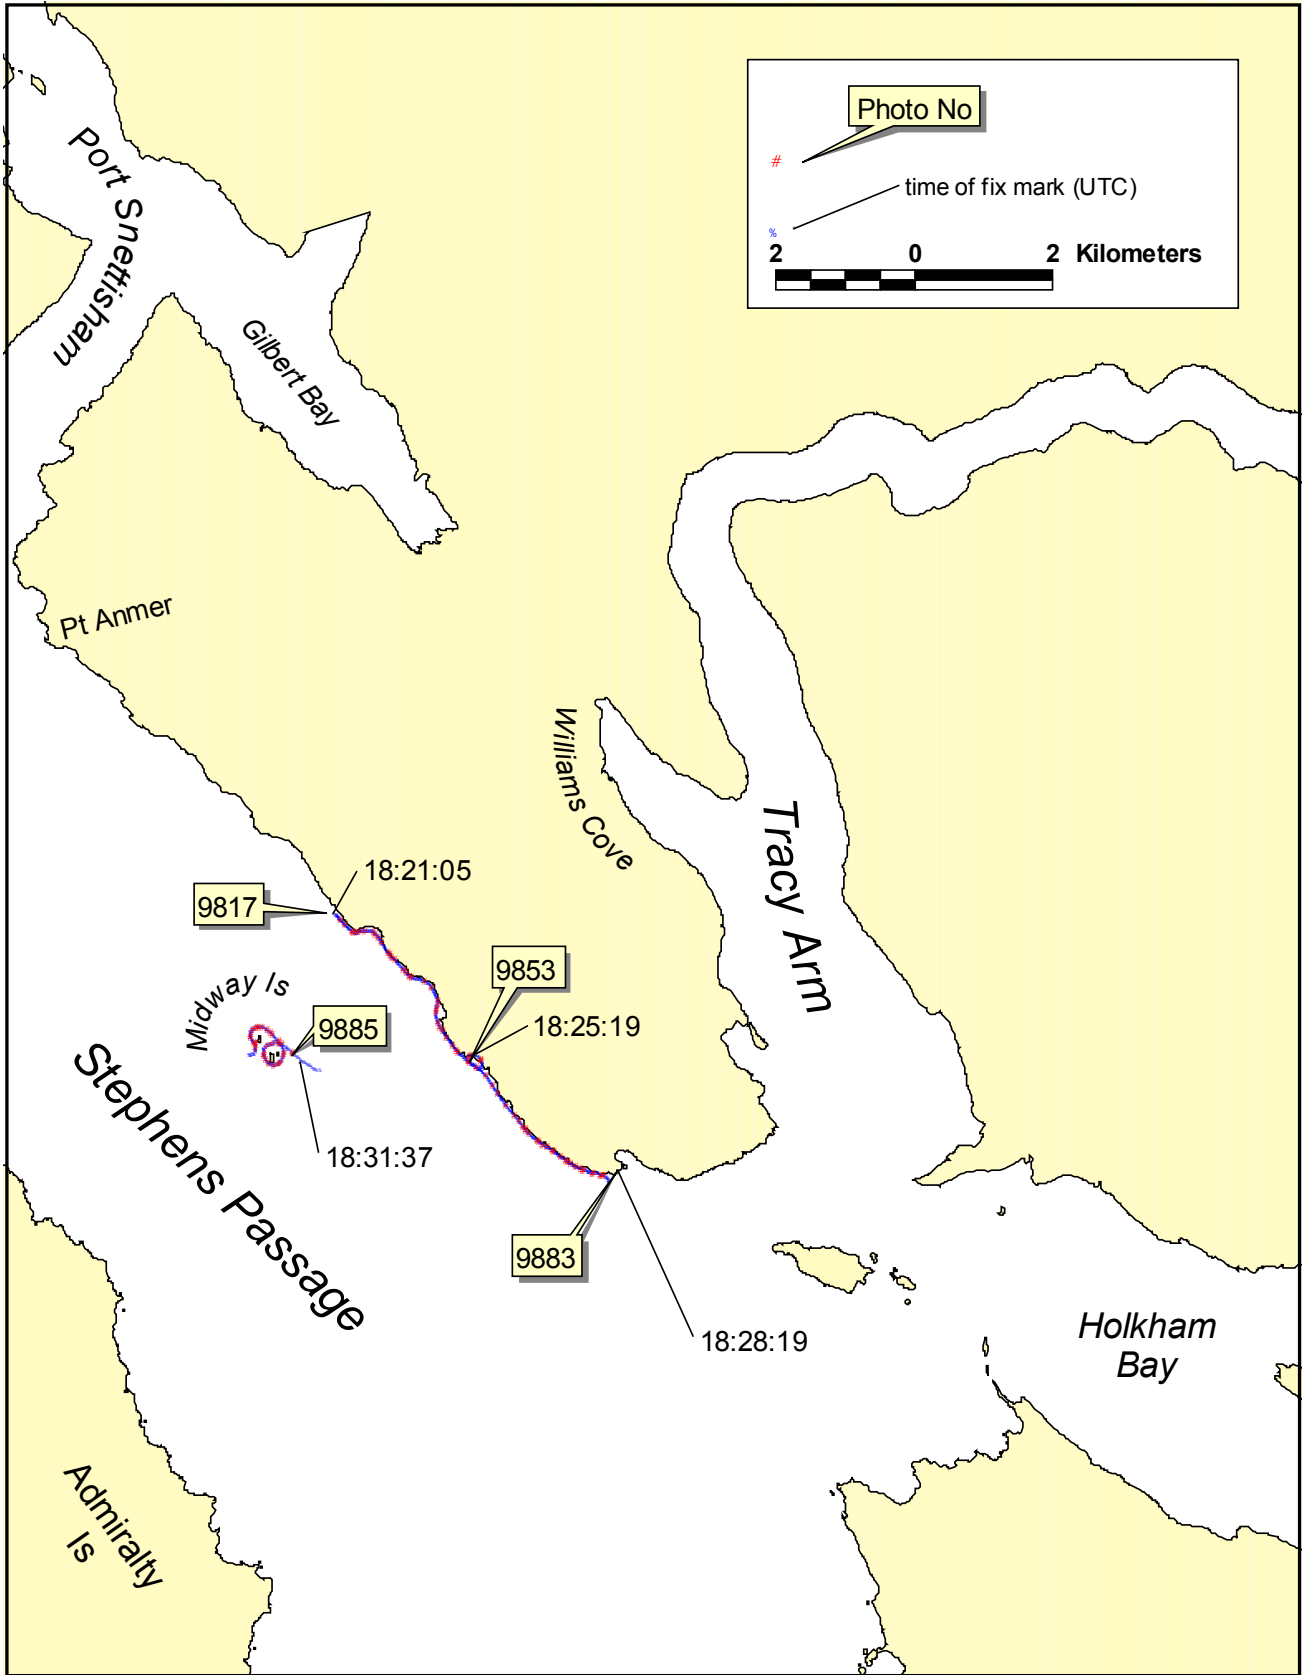 Photo No
#
time of fix mark (UTC)
%
2 0 2 Kilometers
Port Snettisham
Gilbert Bay
Pt Anmer
Williams Cove
Tracy Arm
18:21:05
9817
9853
Midway Is
9885
18:25:19
Stephens Passage
18:31:37
9883
18:28:19
Holkham
Bay
Admiralty
Is